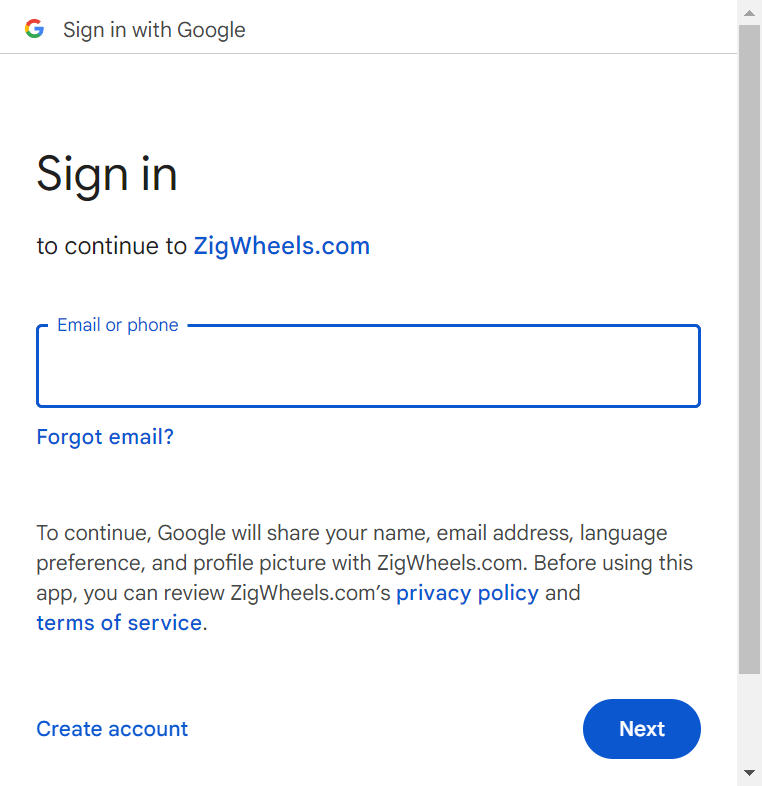 Sign in with Google
Sign in
to continue to ZigWheels.com
Email or phone
Forgot email?
To continue, Google will share your name, email address, language
preference, and profile picture with ZigWheels.com. Before using this
app, you can review ZigWheels.com’s privacy policy and
terms of service.
Create account
Next